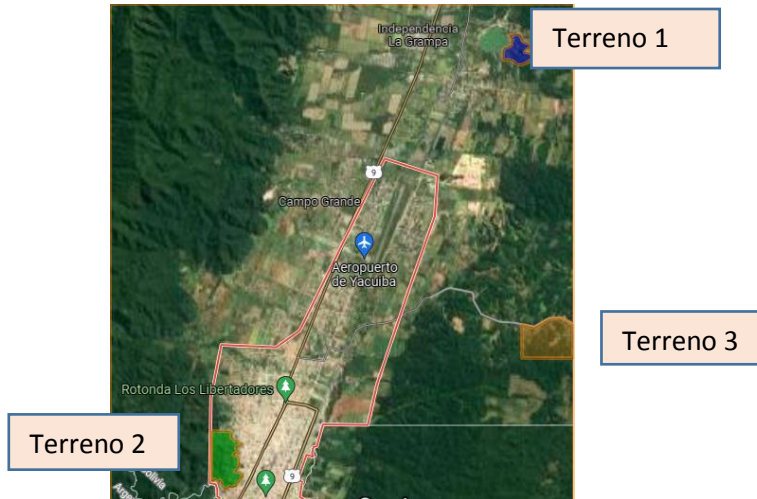 Independencia
La Grampa
Terreno 1
9
Campo Grande
Aeropuerto
de Yacuiba
Terreno 3
Rotonda Los Libertadores
Terreno 2
9
Bolivia